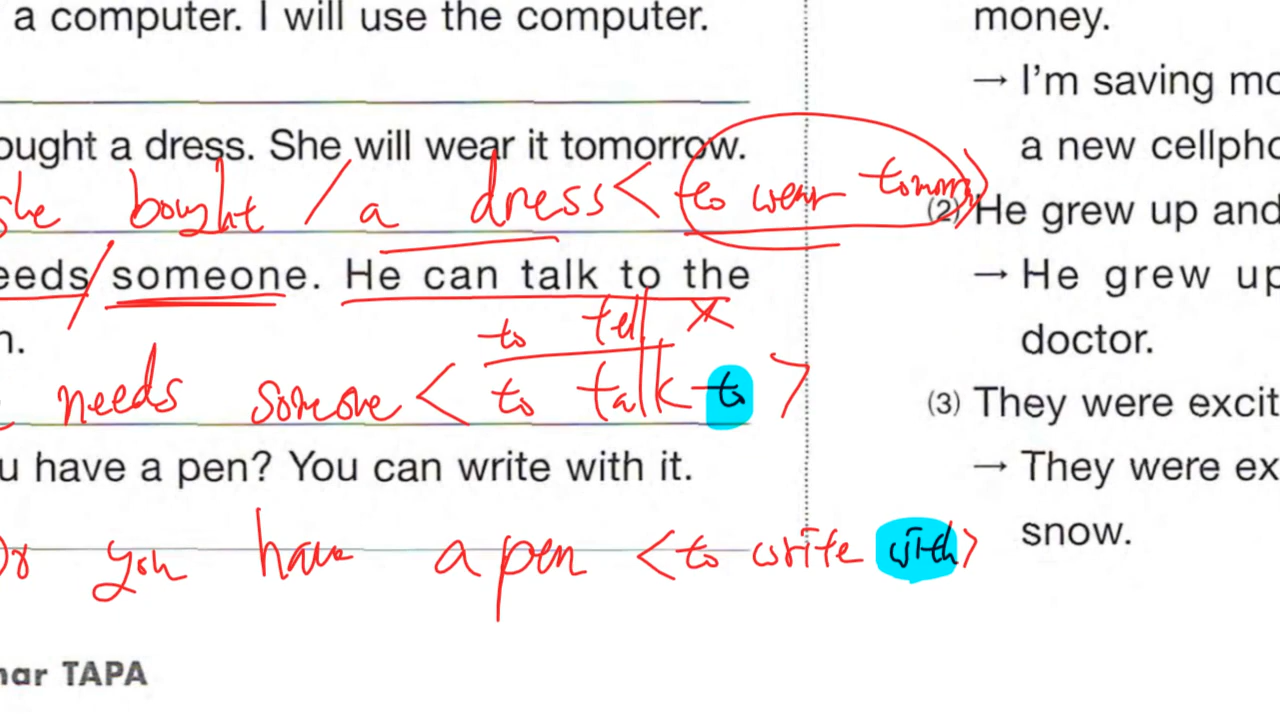 a computer. I will use the computer.
ought a dress. She will wear it tomorrow.
he bought / a dress < to wear
eeds/ someone. He can talk to the
to tell ×
n.
needs someone < to talk to >
u have a pen? You can write with it.
you have a pen < to write with >
nar TAPA
money.
→ I'm saving mo
a new cellpho
(2) He grew up and
→ He grew up
doctor.
(3) They were excit
→ They were ex
snow.